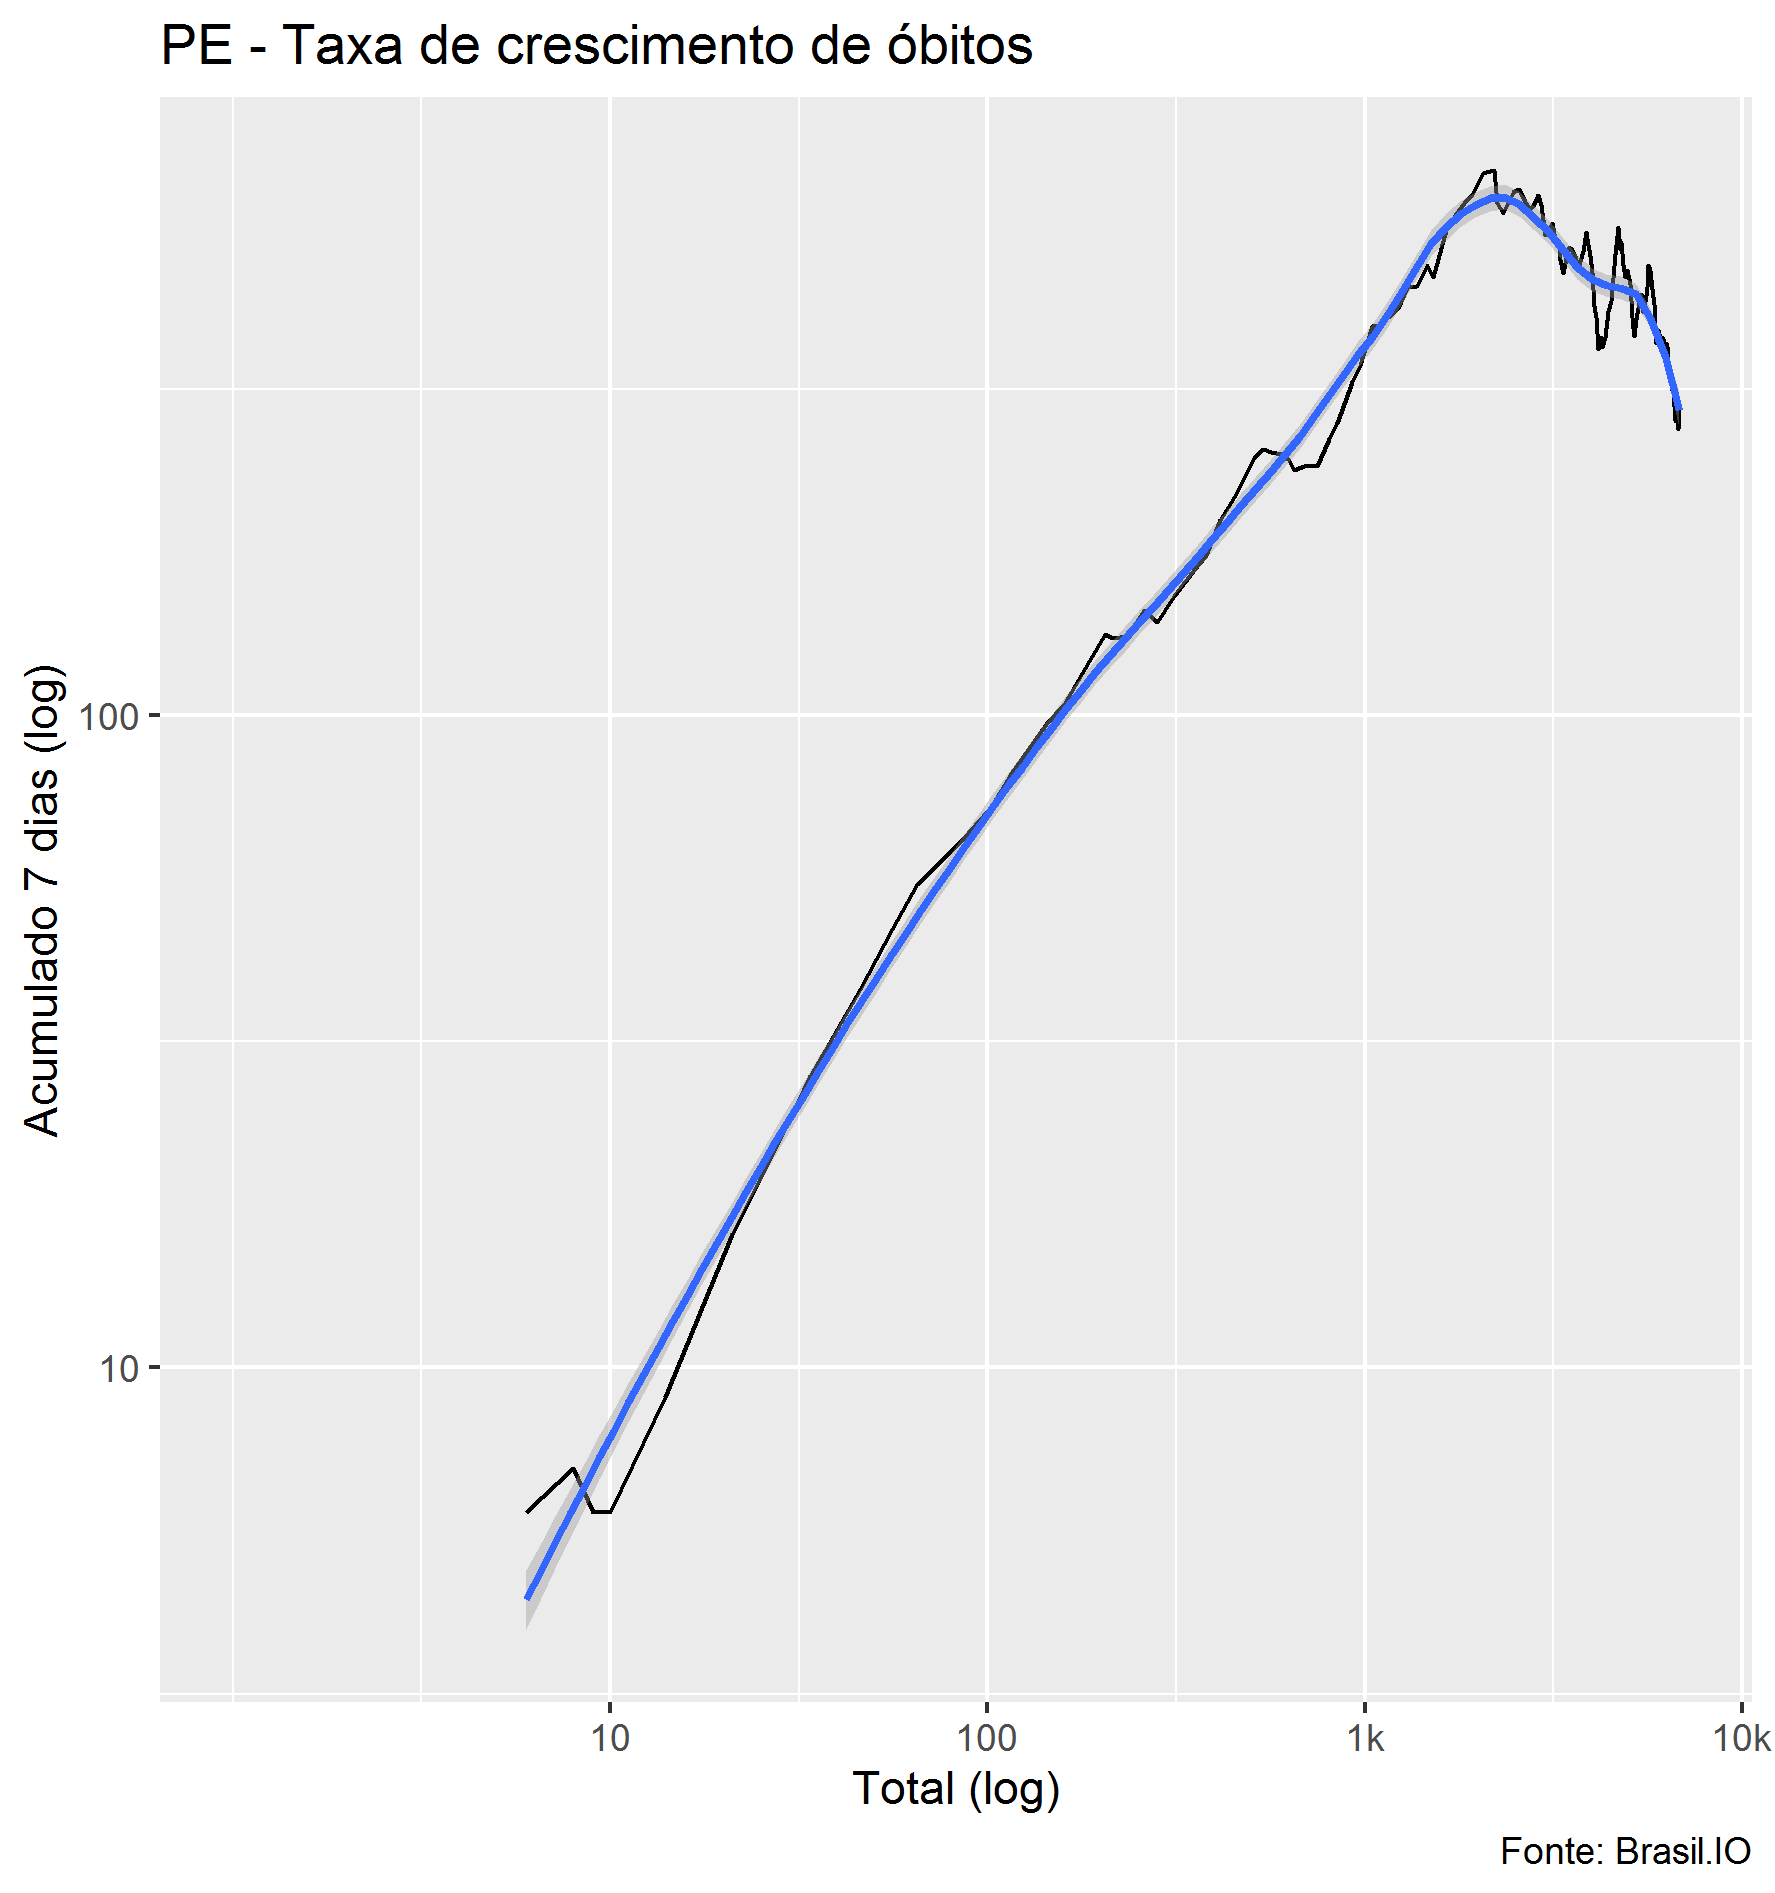 PE - Taxa de crescimento de óbitos
Acumulado 7 dias (log)
100
10
10
100
1k
10k
Total (log)
Fonte: Brasil.IO